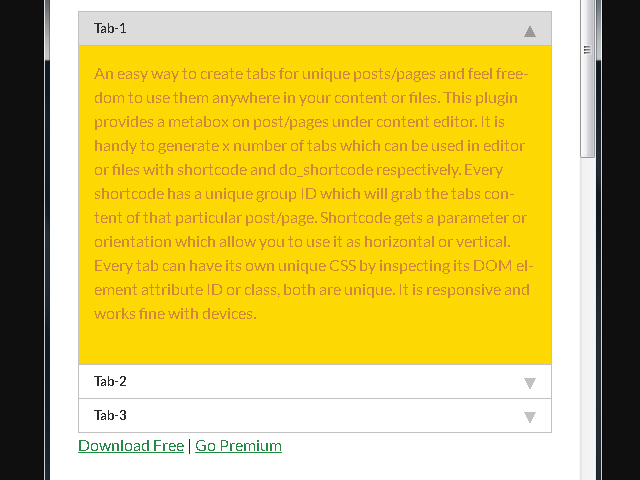 Tab-1
An easy way to create tabs for unique posts/pages and feel free-
dom to use them anywhere in your content or files. This plugin
provides a metabox on post/pages under content editor. It is
handy to generate x number of tabs which can be used in editor
or files with shortcode and do_shortcode respectively. Every
shortcode has a unique group ID which will grab the tabs con-
tent of that particular post/page. Shortcode gets a parameter or
orientation which allow you to use it as horizontal or vertical.
Every tab can have its own unique CSS by inspecting its DOM el-
ement attribute ID or class, both are unique. It is responsive and
works fine with devices.
Tab-2
Tab-3
Download Free | Go Premium